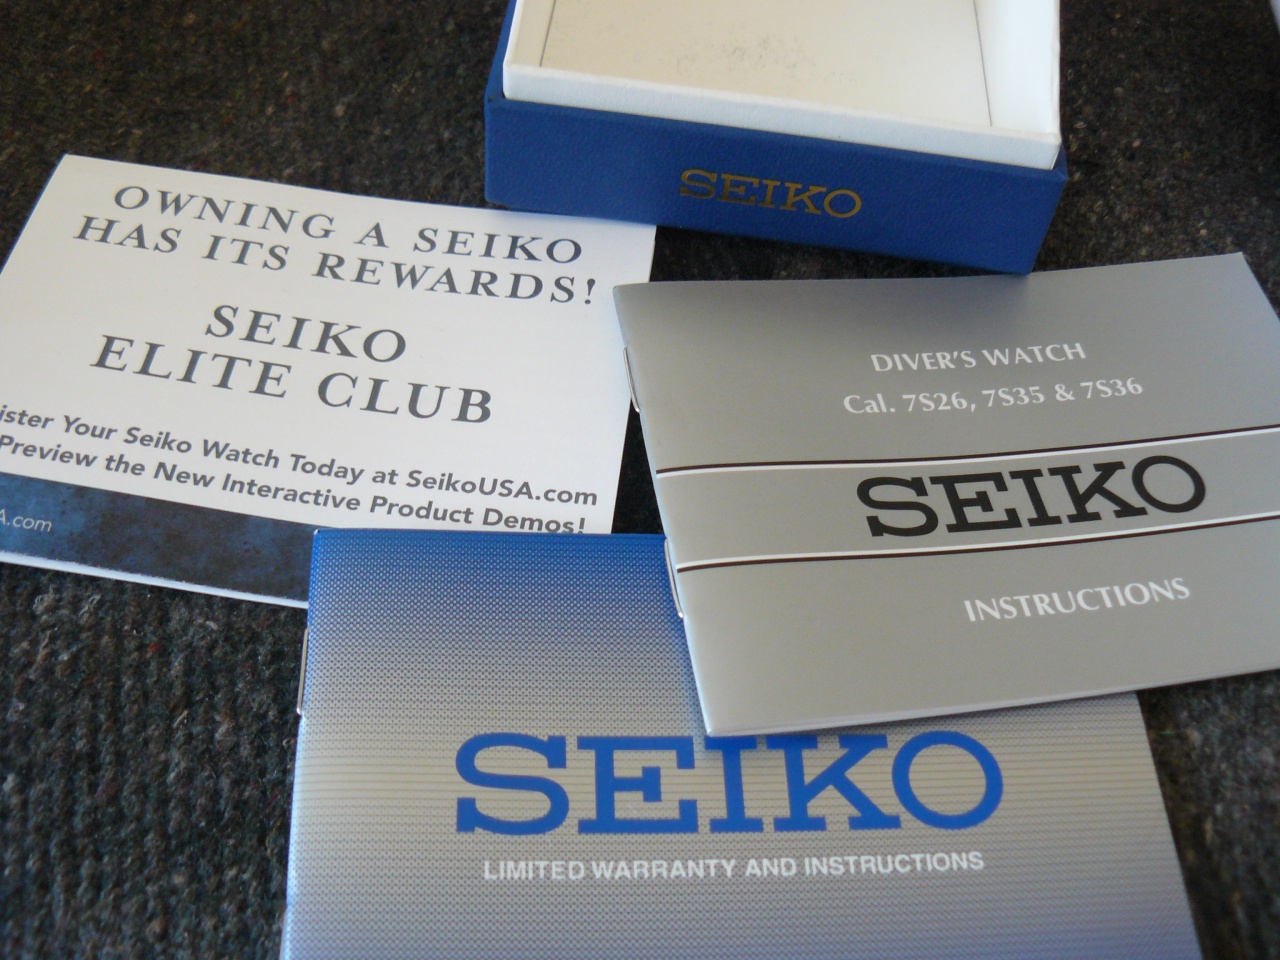 SEIKO
OWNING A SEIKO
HAS ITS REWARDS!
SEIKO
ELITE CLUB
Your Seiko Watch Today at SeikoUSA.com
Preview the New Interactive Product Demos!
.com
DIVER'S WATCH
Cal. 7S26, 7S35 & 7S36
SEIKO
INSTRUCTIONS
SEIKO
LIMITED WARRANTY AND INSTRUCTIONS